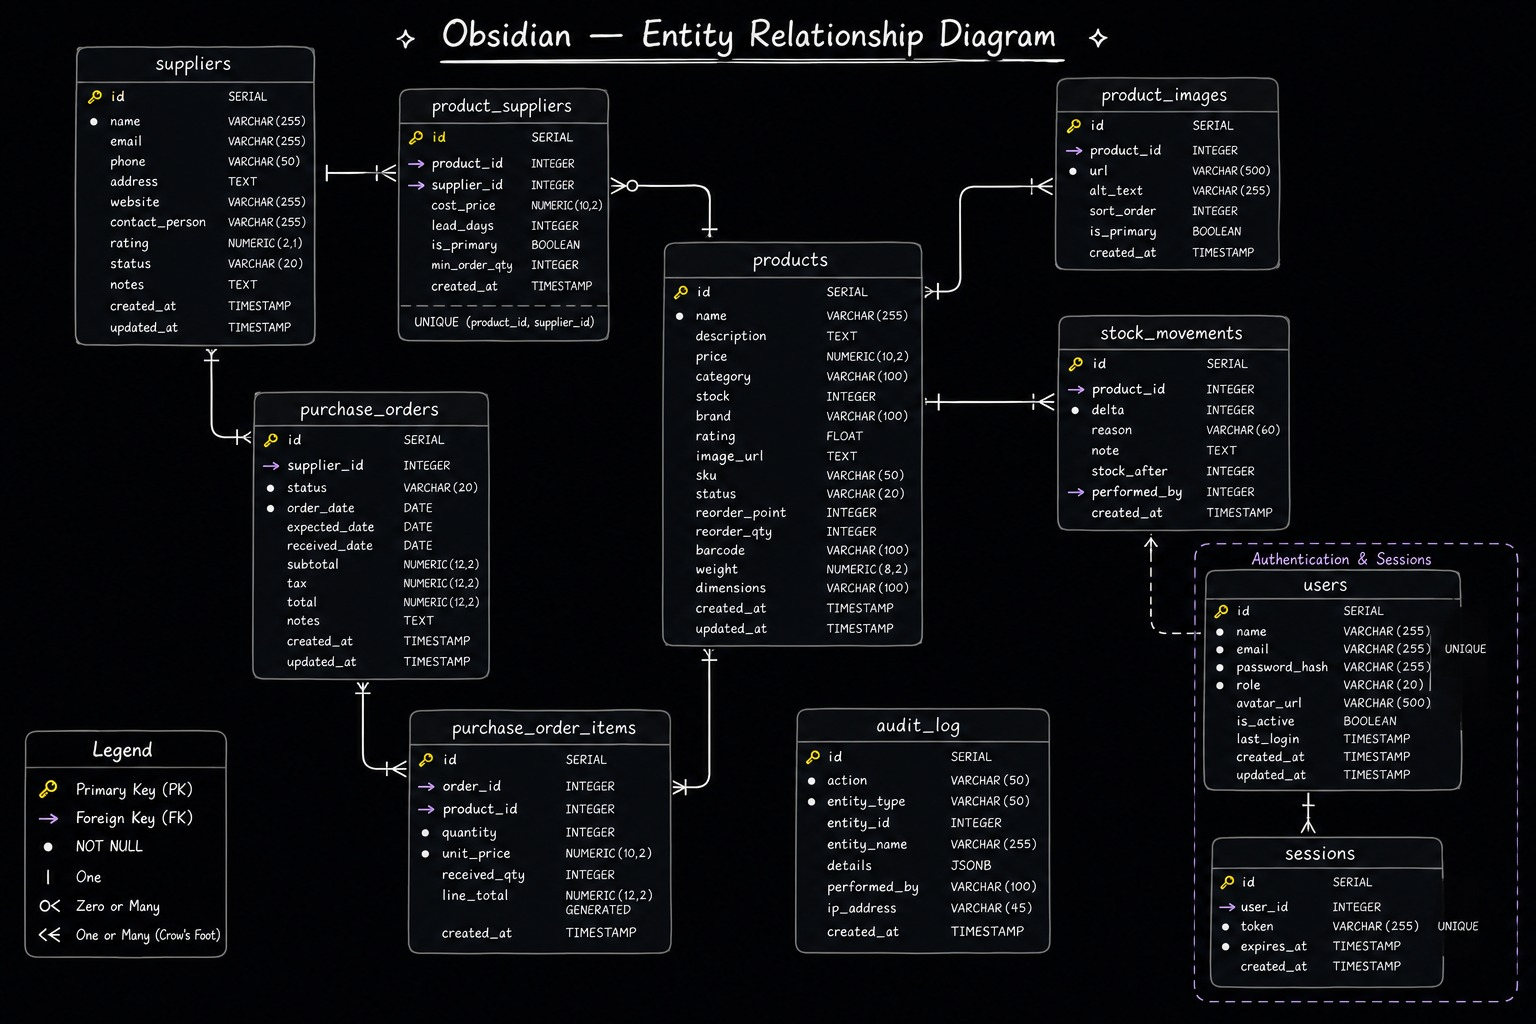 Obsidian — Entity Relationship Diagram
suppliers
id SERIAL
name VARCHAR(255)
email VARCHAR(255)
phone VARCHAR(50)
address TEXT
website VARCHAR(255)
contact_person VARCHAR(255)
rating NUMERIC(2,1)
status VARCHAR(20)
notes TEXT
created_at TIMESTAMP
updated_at TIMESTAMP
product_suppliers
id SERIAL
product_id INTEGER
supplier_id INTEGER
cost_price NUMERIC(10,2)
lead_days INTEGER
is_primary BOOLEAN
min_order_qty INTEGER
created_at TIMESTAMP
UNIQUE (product_id, supplier_id)
products
id SERIAL
name VARCHAR(255)
description TEXT
price NUMERIC(10,2)
category VARCHAR(100)
stock INTEGER
brand VARCHAR(100)
rating FLOAT
image_url TEXT
sku VARCHAR(50)
status VARCHAR(20)
reorder_point INTEGER
reorder_qty INTEGER
barcode VARCHAR(100)
weight NUMERIC(8,2)
dimensions VARCHAR(100)
created_at TIMESTAMP
updated_at TIMESTAMP
product_images
id SERIAL
product_id INTEGER
url VARCHAR(500)
alt_text VARCHAR(255)
sort_order INTEGER
is_primary BOOLEAN
created_at TIMESTAMP
stock_movements
id SERIAL
product_id INTEGER
delta INTEGER
reason VARCHAR(60)
note TEXT
stock_after INTEGER
performed_by INTEGER
created_at TIMESTAMP
purchase_orders
id SERIAL
supplier_id INTEGER
status VARCHAR(20)
order_date DATE
expected_date DATE
received_date DATE
subtotal NUMERIC(12,2)
tax NUMERIC(12,2)
total NUMERIC(12,2)
notes TEXT
created_at TIMESTAMP
updated_at TIMESTAMP
Authentication & Sessions
users
id SERIAL
name VARCHAR(255)
email VARCHAR(255) UNIQUE
password_hash VARCHAR(255)
role VARCHAR(20)
avatar_url VARCHAR(500)
is_active BOOLEAN
last_login TIMESTAMP
created_at TIMESTAMP
updated_at TIMESTAMP
sessions
id SERIAL
user_id INTEGER
token VARCHAR(255) UNIQUE
expires_at TIMESTAMP
created_at TIMESTAMP
Legend
Primary Key (PK)
Foreign Key (FK)
NOT NULL
One
Zero or Many
One or Many (Crow's Foot)
purchase_order_items
id SERIAL
order_id INTEGER
product_id INTEGER
quantity INTEGER
unit_price NUMERIC(10,2)
received_qty INTEGER
line_total NUMERIC(12,2)
GENERATED
created_at TIMESTAMP
audit_log
id SERIAL
action VARCHAR(50)
entity_type VARCHAR(50)
entity_id INTEGER
entity_name VARCHAR(255)
details JSONB
performed_by VARCHAR(100)
ip_address VARCHAR(45)
created_at TIMESTAMP